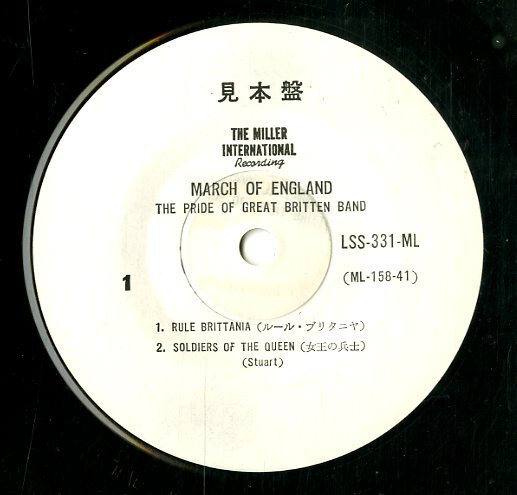 見本盤
THE MILLER
INTERNATIONAL
Recording
MARCH OF ENGLAND
THE PRIDE OF GREAT BRITTEN BAND
LSS-331-ML
1
(ML-158-41)
1. RULE BRITTANIA (ルール・ブリタニヤ)
2. SOLDIERS OF THE QUEEN (女王の兵士)
(Stuart)